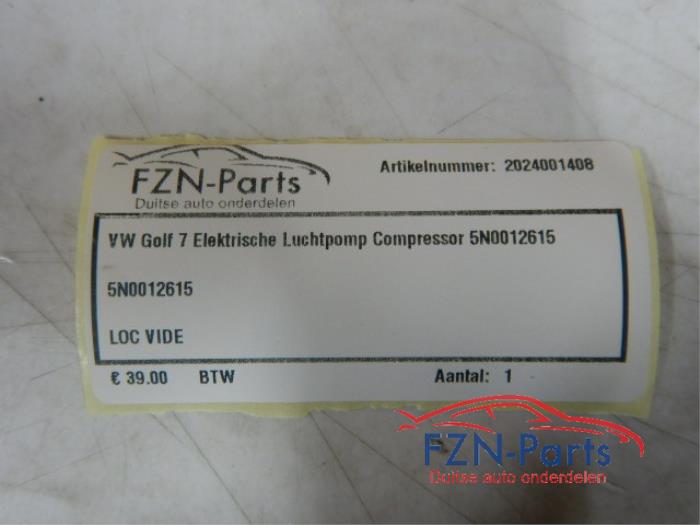 FZN-Parts
Duitse auto onderdelen
Artikelnummer: 2024001408
VW Golf 7 Elektrische Luchtpomp Compressor 5N0012615
5N0012615
LOC VIDE
€ 39.00 BTW Aantal: 1
FZN-Parts
Duitse auto onderdelen